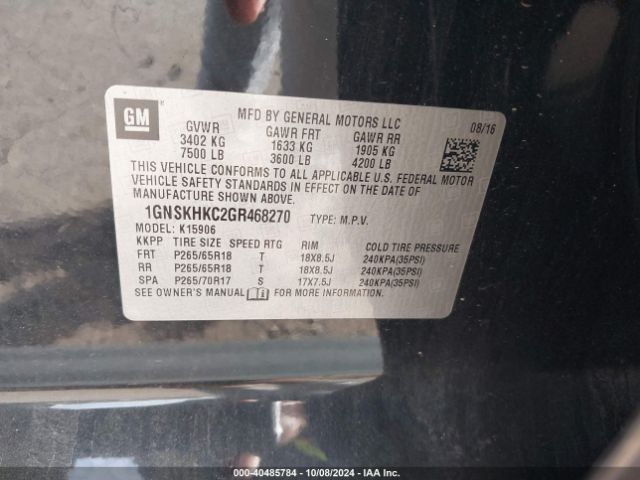 GM
MFD BY GENERAL MOTORS LLC
08/16
GVWR GAWR FRT GAWR RR
3402 KG 1633 KG 1905 KG
7500 LB 3600 LB 4200 LB
THIS VEHICLE CONFORMS TO ALL APPLICABLE U.S. FEDERAL MOTOR
VEHICLE SAFETY STANDARDS IN EFFECT ON THE DATE OF
MANUFACTURE SHOWN ABOVE.
1GNSKHKC2GR468270 TYPE: M.P.V.
MODEL: K15906
KKPP TIRE SIZE SPEED RTG RIM COLD TIRE PRESSURE
FRT P265/65R18 T 18X8.5J 240KPA(35PSI)
RR P265/65R18 T 18X8.5J 240KPA(35PSI)
SPA P265/70R17 S 17X7.5J 240KPA(35PSI)
SEE OWNER'S MANUAL FOR MORE INFORMATION.
000-40485784 - 10/08/2024 - IAA Inc.